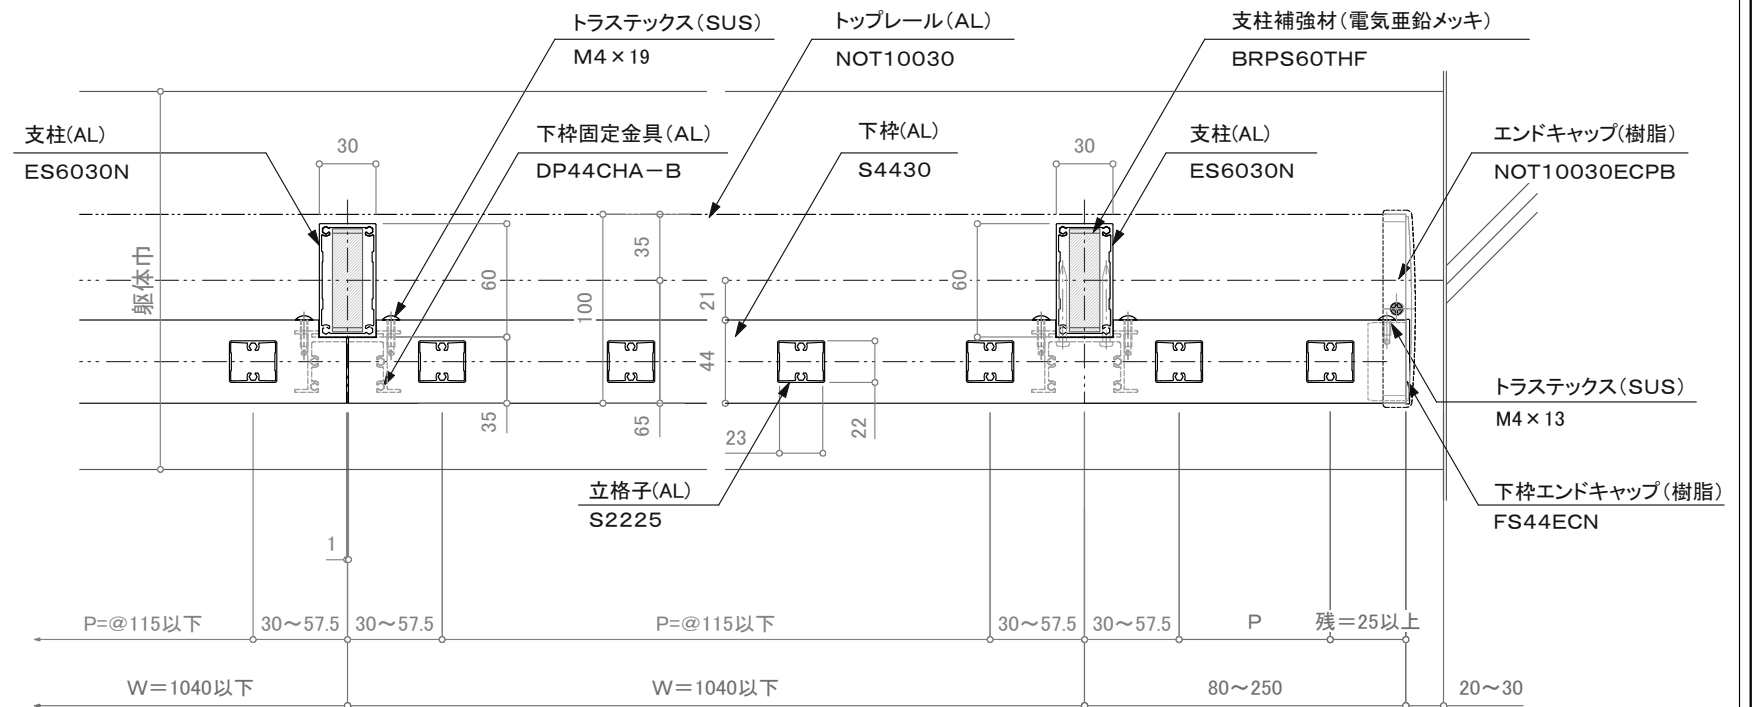 トラステックス(SUS)
M4×19
トップレール(AL)
NOT10030
支柱補強材(電気亜鉛メッキ)
BRPS60THF
支柱(AL)
ES6030N
30
下枠固定金具(AL)
DP44CHA－B
下枠(AL)
S4430
30
支柱(AL)
ES6030N
エンドキャップ(樹脂)
NOT10030ECPB
躯体巾
60
35
100
21
60
44
35
65
23
22
トラステックス(SUS)
M4×13
立格子(AL)
S2225
下枠エンドキャップ(樹脂)
FS44ECN
1
P=@115以下
30～57.5
30～57.5
P=@115以下
30～57.5
30～57.5
P
残＝25以上
W＝1040以下
W＝1040以下
80～250
20～30